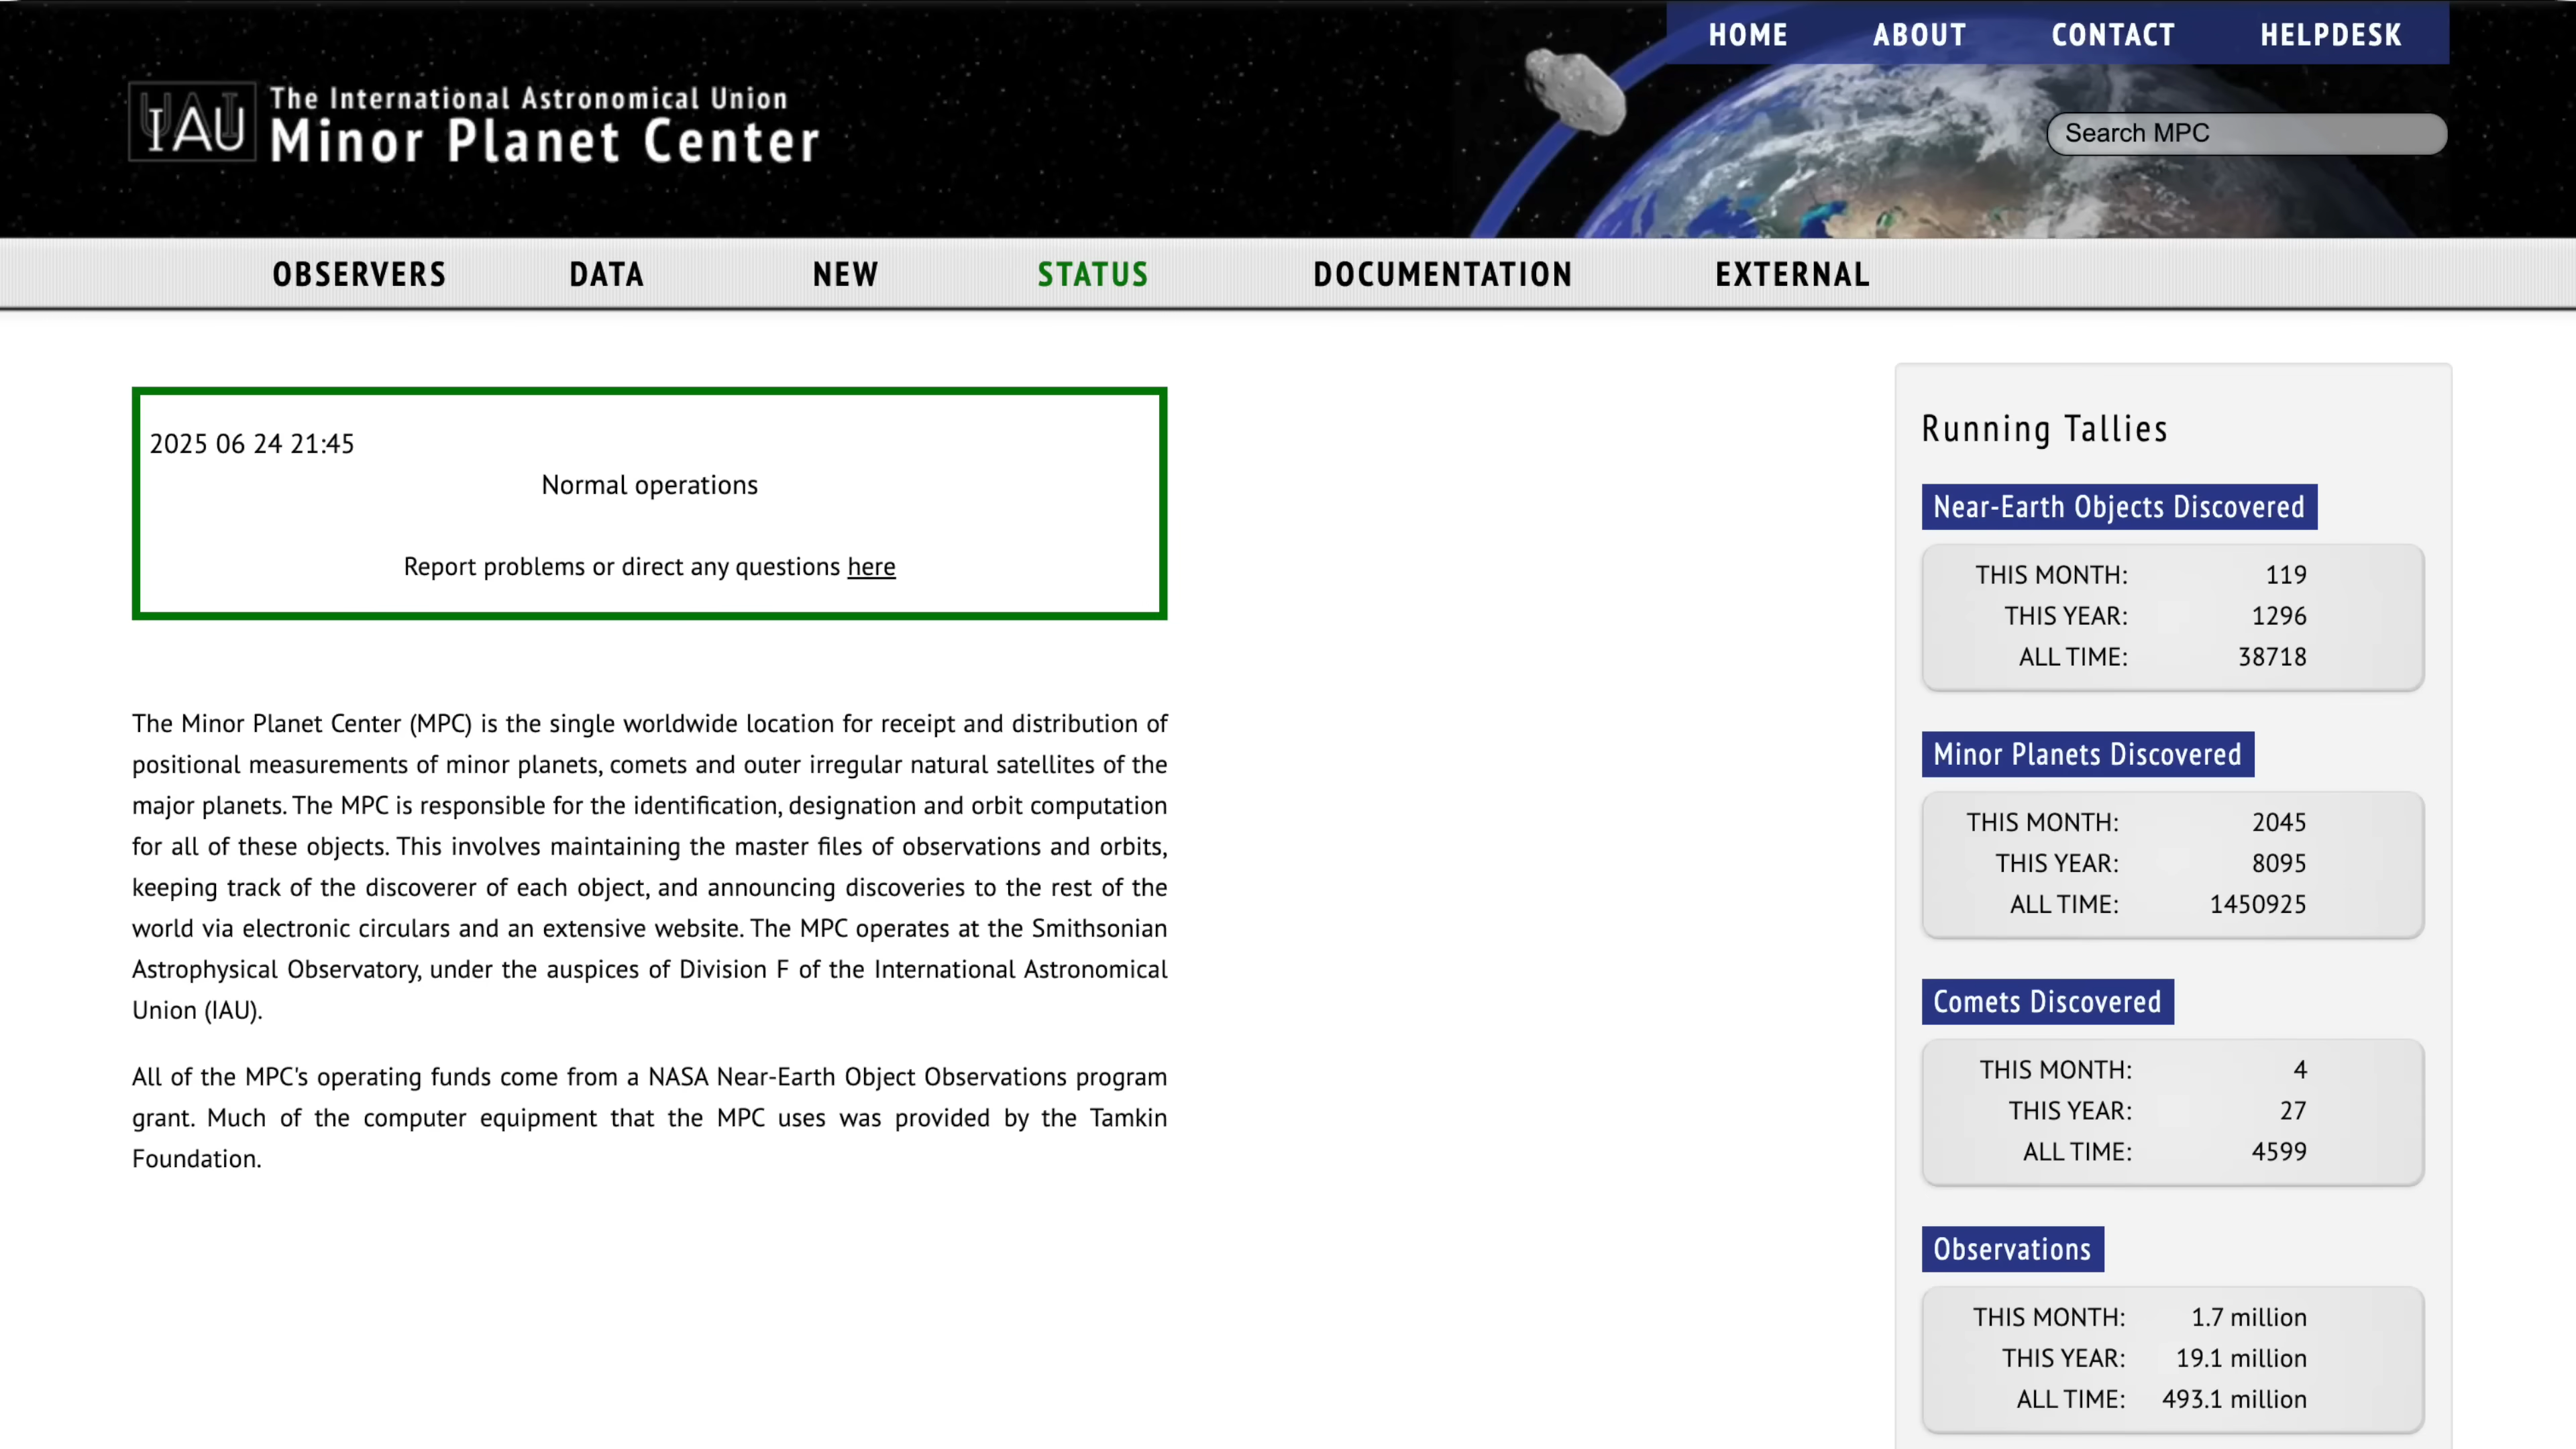 HOME ABOUT CONTACT HELPDESK
IAU
The International Astronomical Union
Minor Planet Center
Search MPC
OBSERVERS DATA NEW STATUS DOCUMENTATION EXTERNAL
2025 06 24 21:45
Normal operations
Report problems or direct any questions here
The Minor Planet Center (MPC) is the single worldwide location for receipt and distribution of
positional measurements of minor planets, comets and outer irregular natural satellites of the
major planets. The MPC is responsible for the identification, designation and orbit computation
for all of these objects. This involves maintaining the master files of observations and orbits,
keeping track of the discoverer of each object, and announcing discoveries to the rest of the
world via electronic circulars and an extensive website. The MPC operates at the Smithsonian
Astrophysical Observatory, under the auspices of Division F of the International Astronomical
Union (IAU).
All of the MPC's operating funds come from a NASA Near-Earth Object Observations program
grant. Much of the computer equipment that the MPC uses was provided by the Tamkin
Foundation.
Running Tallies
Near-Earth Objects Discovered
THIS MONTH: 119
THIS YEAR: 1296
ALL TIME: 38718
Minor Planets Discovered
THIS MONTH: 2045
THIS YEAR: 8095
ALL TIME: 1450925
Comets Discovered
THIS MONTH: 4
THIS YEAR: 27
ALL TIME: 4599
Observations
THIS MONTH: 1.7 million
THIS YEAR: 19.1 million
ALL TIME: 493.1 million